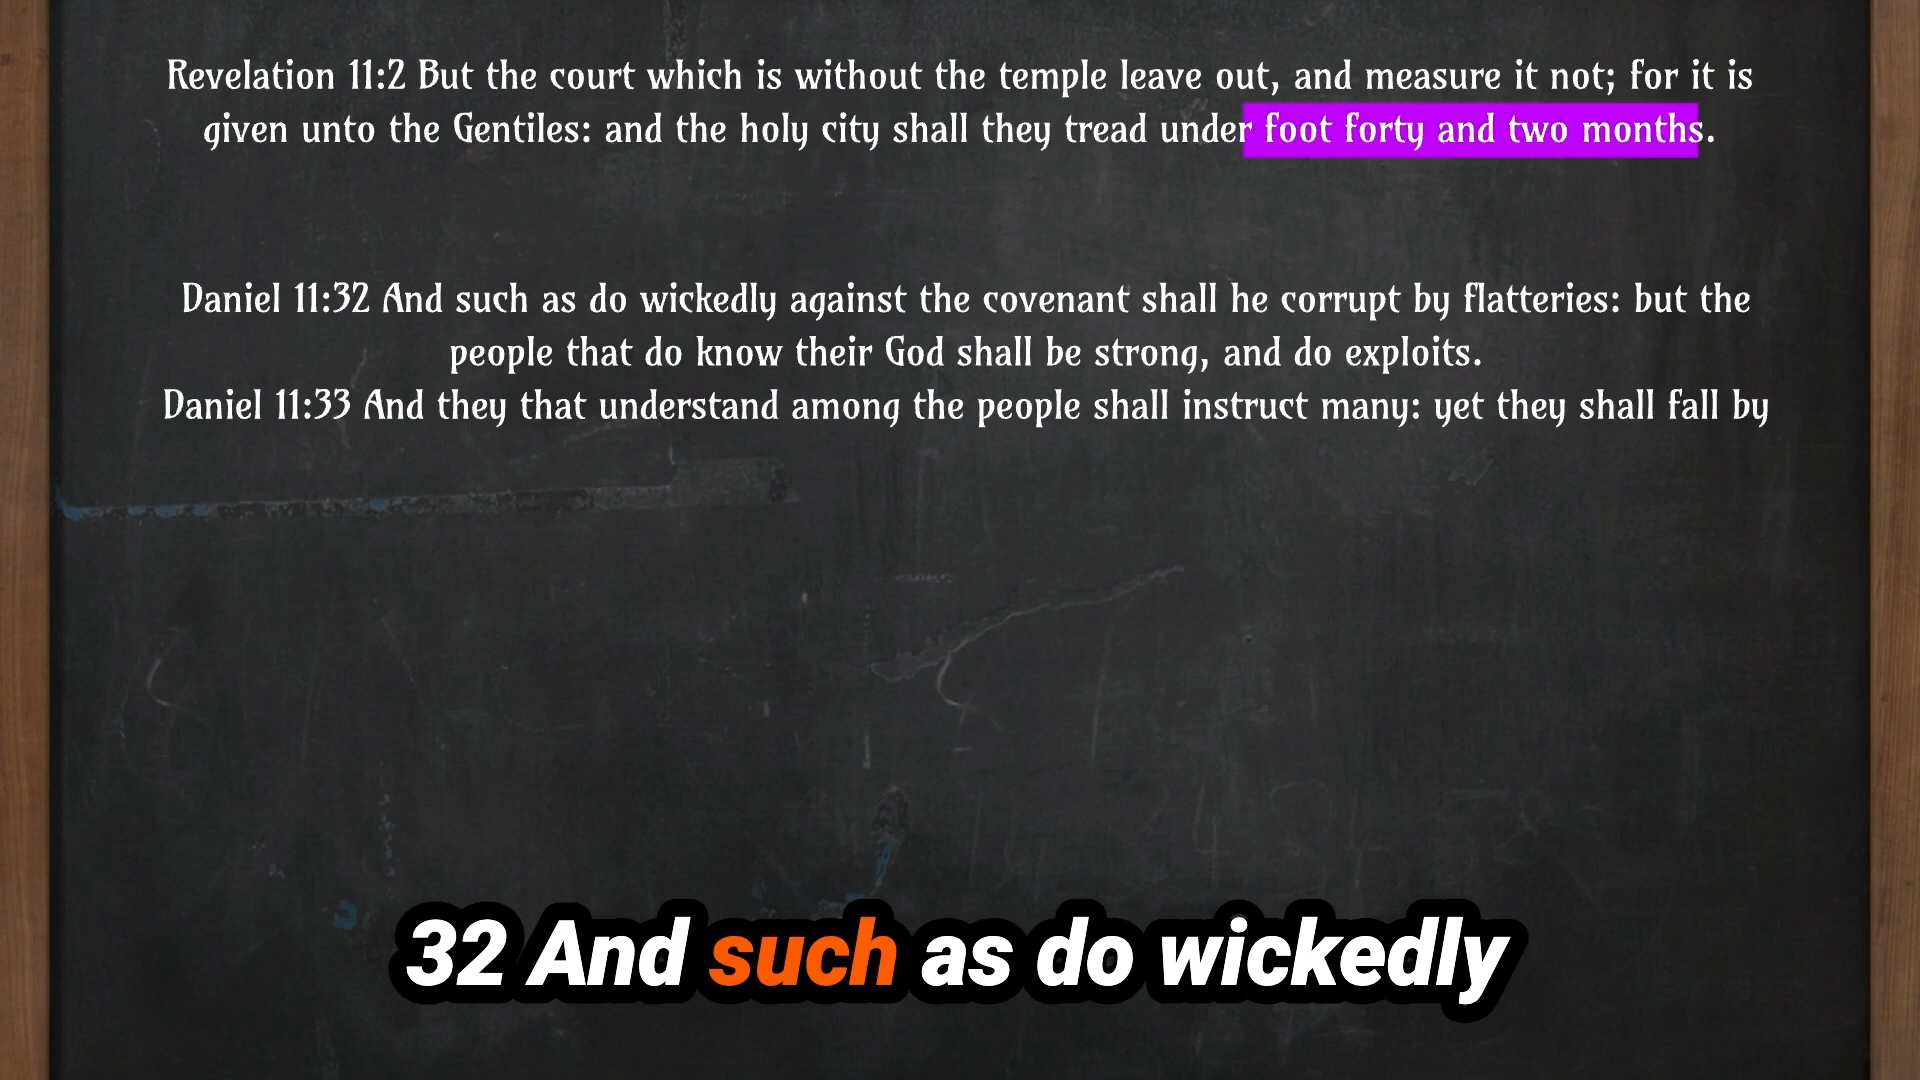 Revelation 11:2 But the court which is without the temple leave out, and measure it not; for it is
given unto the Gentiles: and the holy city shall they tread under foot forty and two months.
Daniel 11:32 And such as do wickedly against the covenant shall he corrupt by flatteries: but the
people that do know their God shall be strong, and do exploits.
Daniel 11:33 And they that understand among the people shall instruct many: yet they shall fall by
32 And such as do wickedly